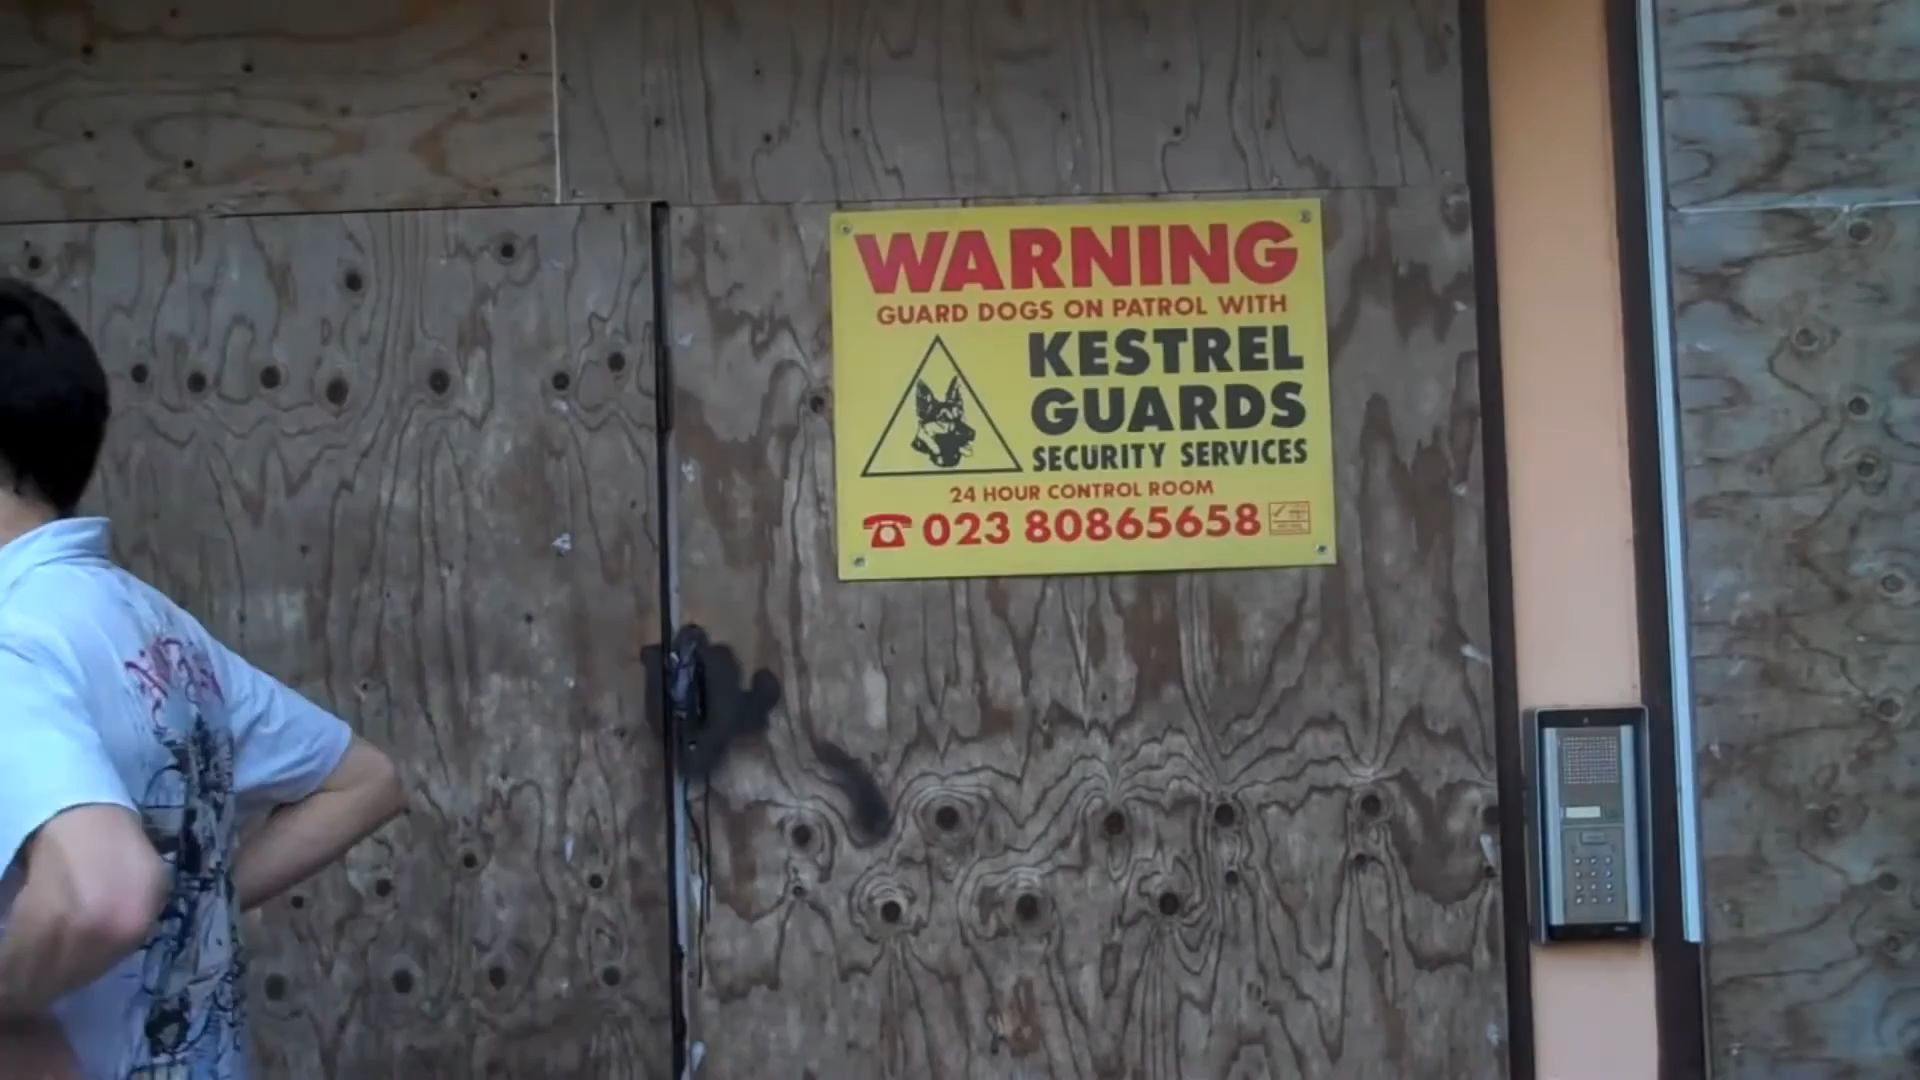 WARNING
GUARD DOGS ON PATROL WITH
KESTREL
GUARDS
SECURITY SERVICES
24 HOUR CONTROL ROOM
023 80865658